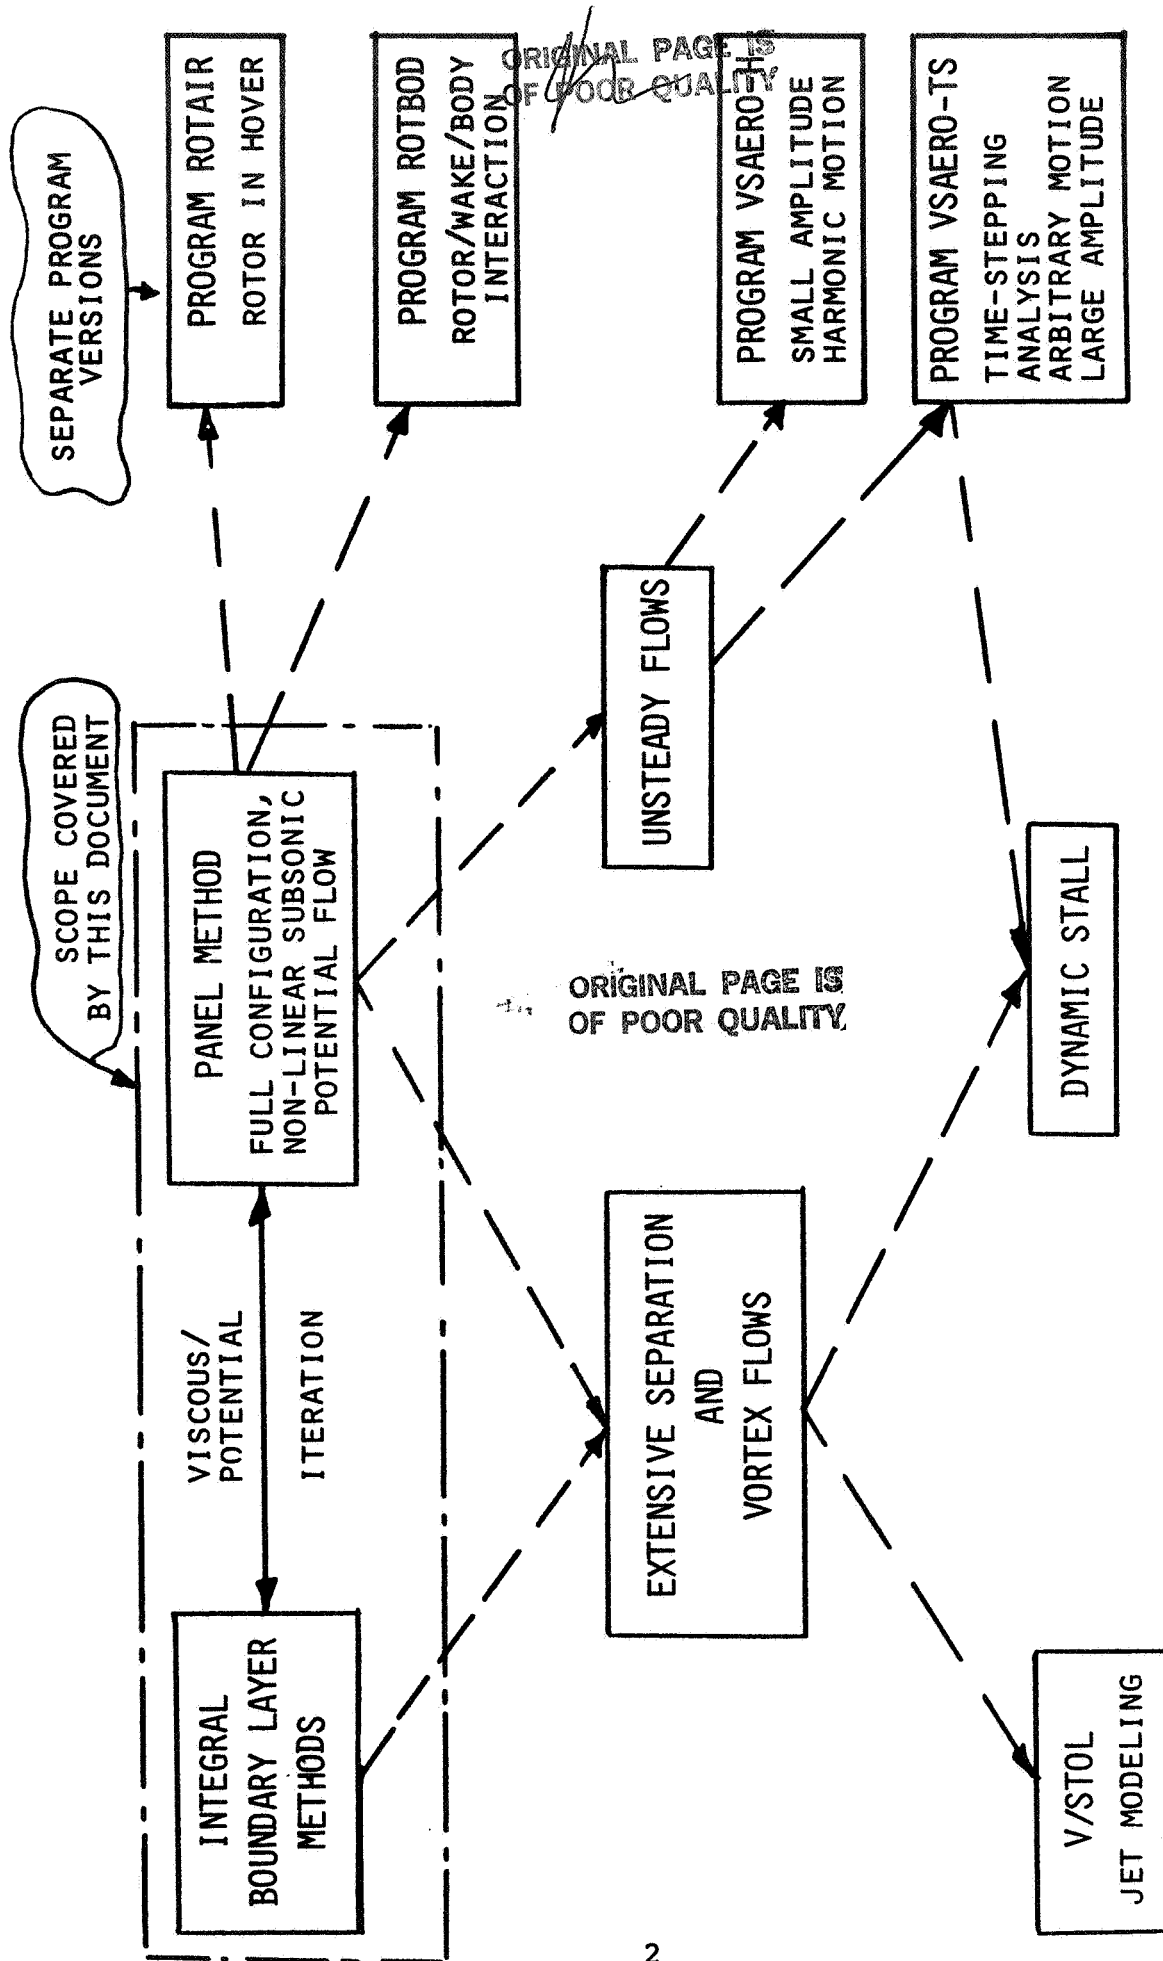 SCOPE COVERED
BY THIS DOCUMENT
SEPARATE PROGRAM
VERSIONS
INTEGRAL
BOUNDARY LAYER
METHODS
VISCOUS/
POTENTIAL
ITERATION
PANEL METHOD
FULL CONFIGURATION,
NON-LINEAR SUBSONIC
POTENTIAL FLOW
PROGRAM ROTAIR
ROTOR IN HOVER
PROGRAM ROTBOD
ROTOR/WAKE/BODY
INTERACTION
EXTENSIVE SEPARATION
AND
VORTEX FLOWS
UNSTEADY FLOWS
PROGRAM VSAERO-H
SMALL AMPLITUDE
HARMONIC MOTION
PROGRAM VSAERO-TS
TIME-STEPPING
ANALYSIS
ARBITRARY MOTION
LARGE AMPLITUDE
V/STOL
JET MODELING
DYNAMIC STALL
ORIGINAL PAGE IS
OF POOR QUALITY
ORIGINAL PAGE IS
OF POOR QUALITY
2